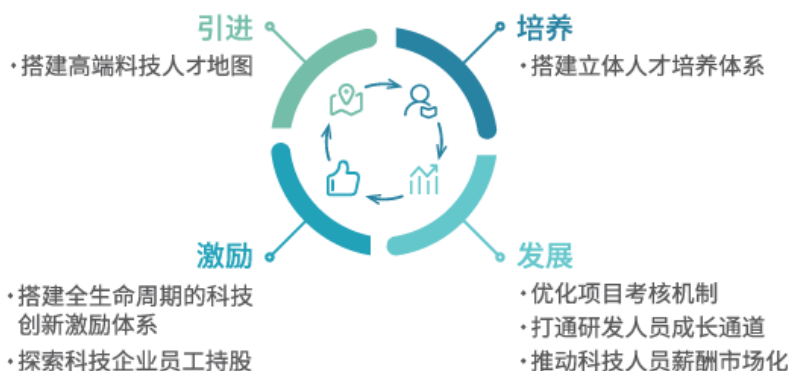 引进
·搭建高端科技人才地图
培养
·搭建立体人才培养体系
激励
·搭建全生命周期的科技
创新激励体系
·探索科技企业员工持股
发展
·优化项目考核机制
·打通研发人员成长通道
·推动科技人员薪酬市场化